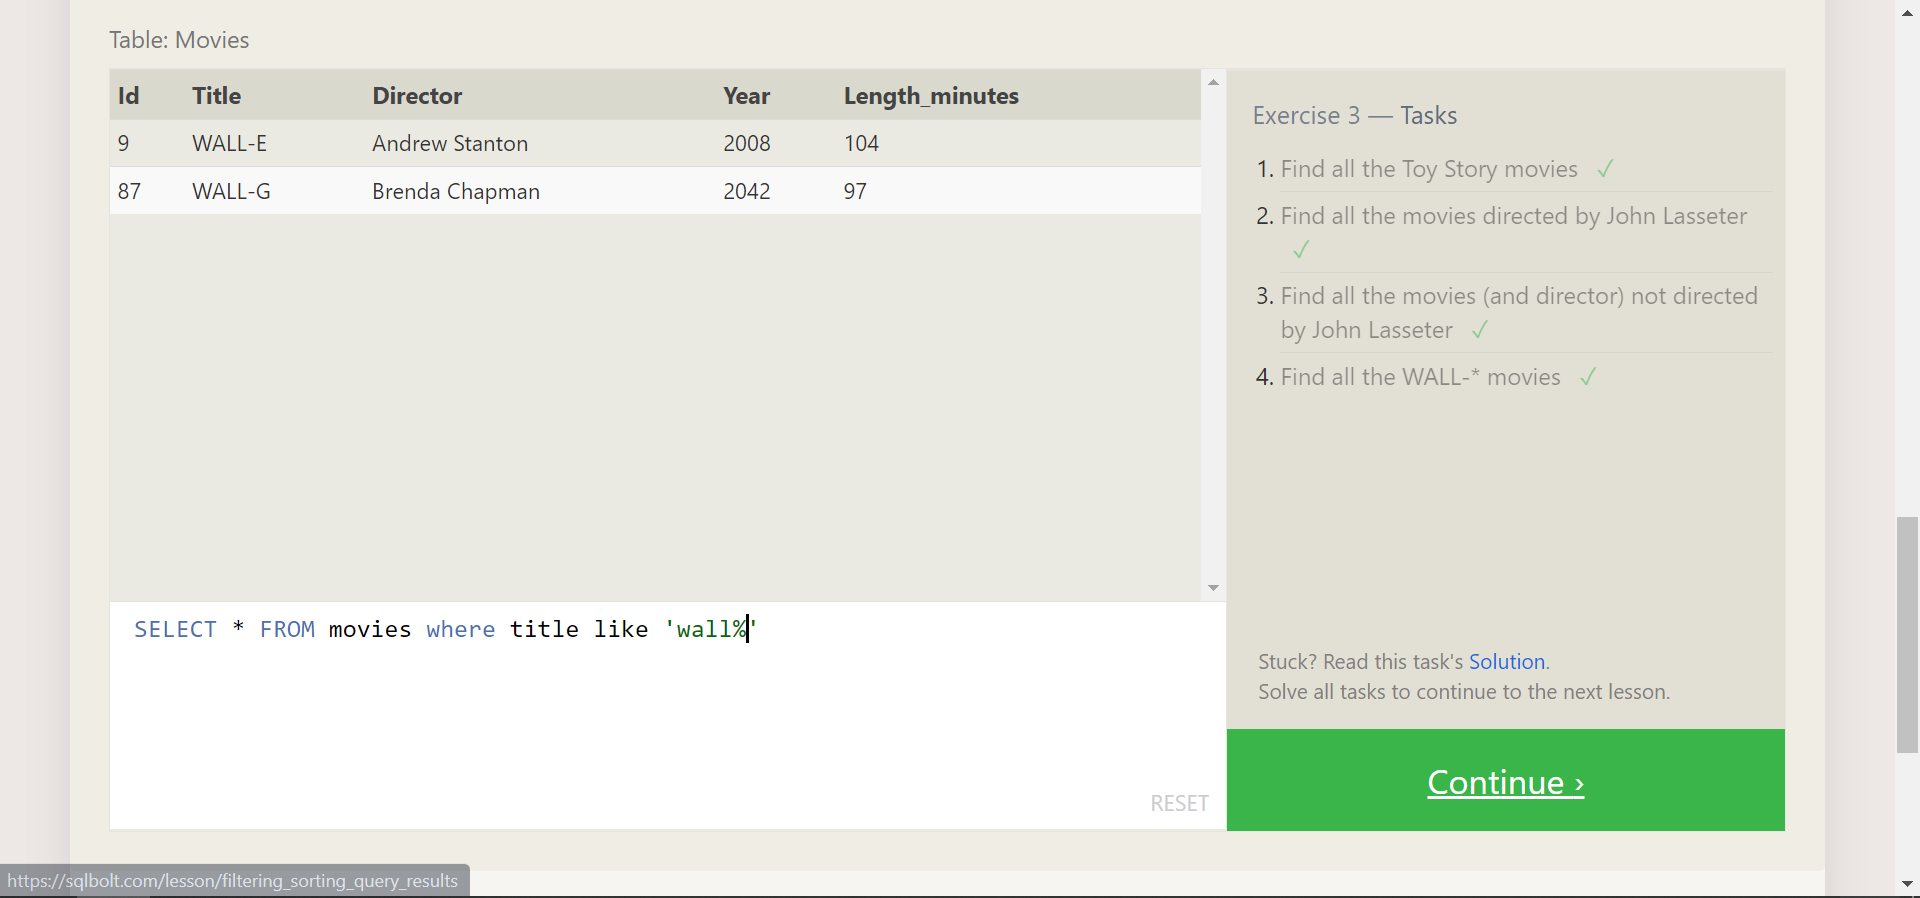 Table: Movies
Id Title Director Year Length_minutes
9 WALL-E Andrew Stanton 2008 104
87 WALL-G Brenda Chapman 2042 97
SELECT * FROM movies where title like 'wall%'
RESET
Exercise 3 — Tasks
1. Find all the Toy Story movies ✓
2. Find all the movies directed by John Lasseter
✓
3. Find all the movies (and director) not directed
by John Lasseter ✓
4. Find all the WALL-* movies ✓
Stuck? Read this task's Solution.
Solve all tasks to continue to the next lesson.
Continue ›
https://sqlbolt.com/lesson/filtering_sorting_query_results